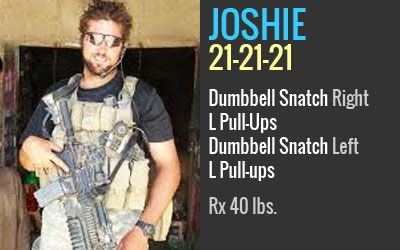 JOSHIE
21-21-21
Dumbbell Snatch Right
L Pull-Ups
Dumbbell Snatch Left
L Pull-ups
Rx 40 lbs.